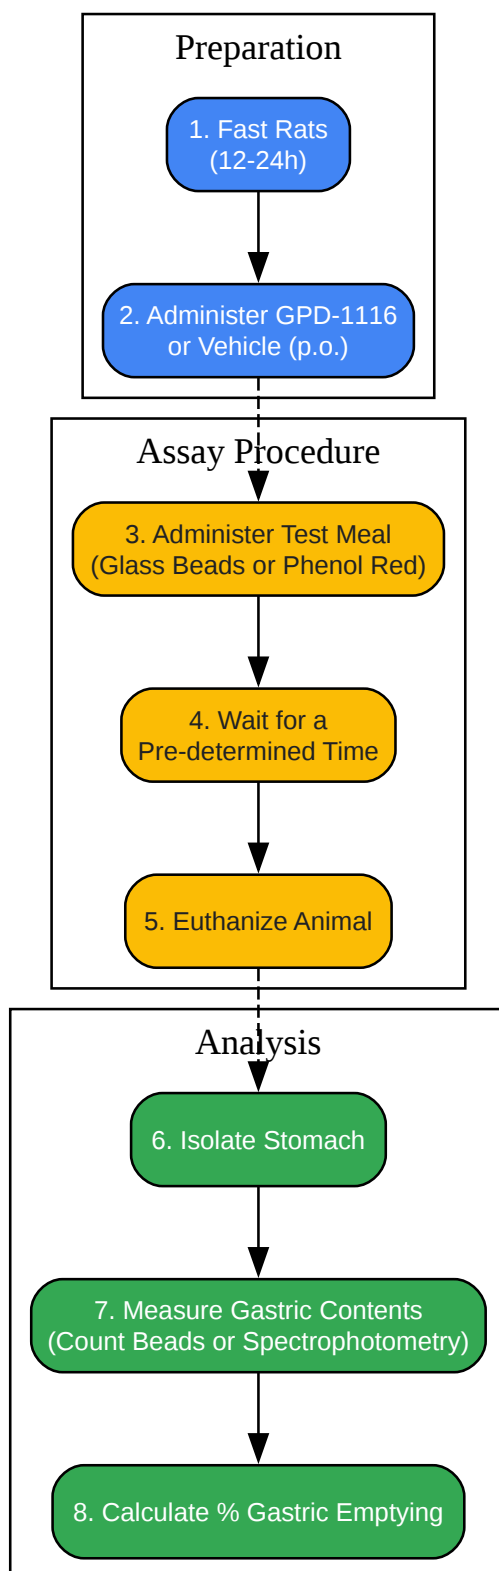 Preparation
1. Fast Rats
(12-24h)
2. Administer GPD-1116
or Vehicle (p.o.)
Assay Procedure
3. Administer Test Meal
(Glass Beads or Phenol Red)
4. Wait for a
Pre-determined Time
5. Euthanize Animal
Analysis
6. Isolate Stomach
7. Measure Gastric Contents
(Count Beads or Spectrophotometry)
8. Calculate % Gastric Emptying